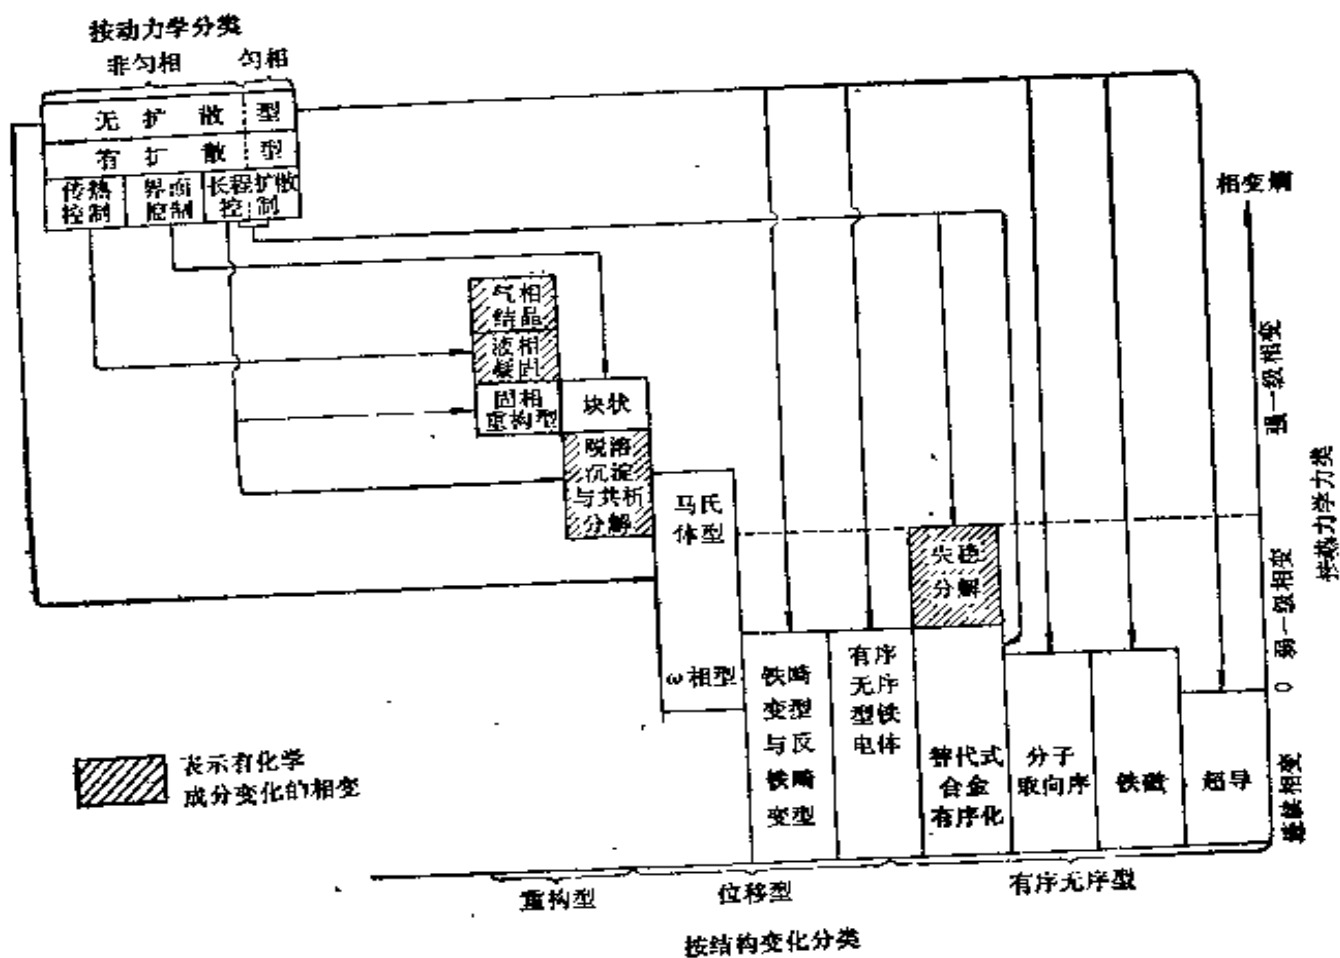 按动力学分类
非匀相 匀相
无扩散型
有扩散型
传热 界面 长程扩散
控制 控制 控制
相变熵
气相
结晶
液相
凝固
固相
重构型
块状
脱溶
沉淀
与共析
分解
马氏
体型
失稳
分解
强一级相变
弱一级相变
0
连续相变
按热力学分类
ω相型
铁畸
变型
与反
铁畸
变型
有序
无序
型铁
电体
替代式
合金
有序化
分子
取向序
铁磁
超导
表示有化学
成分变化的相变
重构型
位移型
有序无序型
按结构变化分类